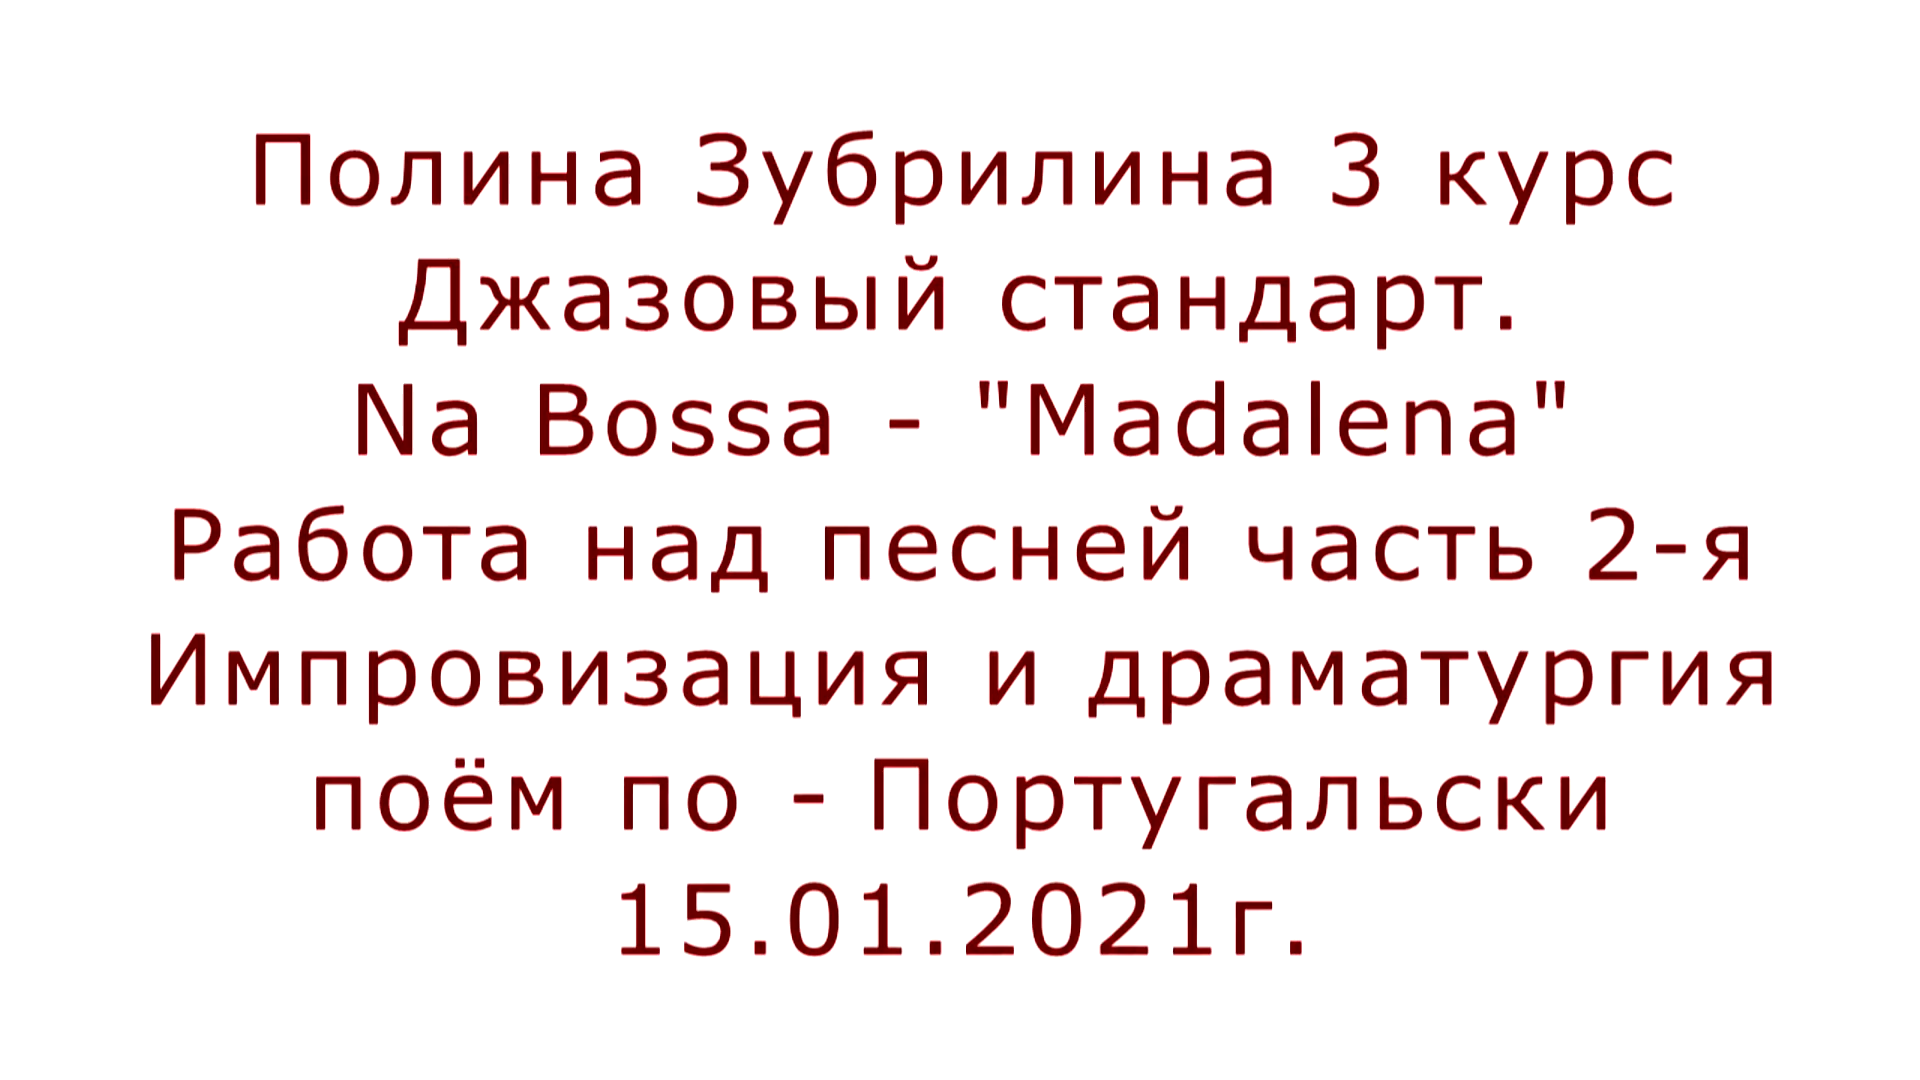 Полина Зубрилина 3 курс
Джазовый стандарт.
Na Bossa - "Madalena"
Работа над песней часть 2-я
Импровизация и драматургия
поём по - Португальски
15.01.2021г.